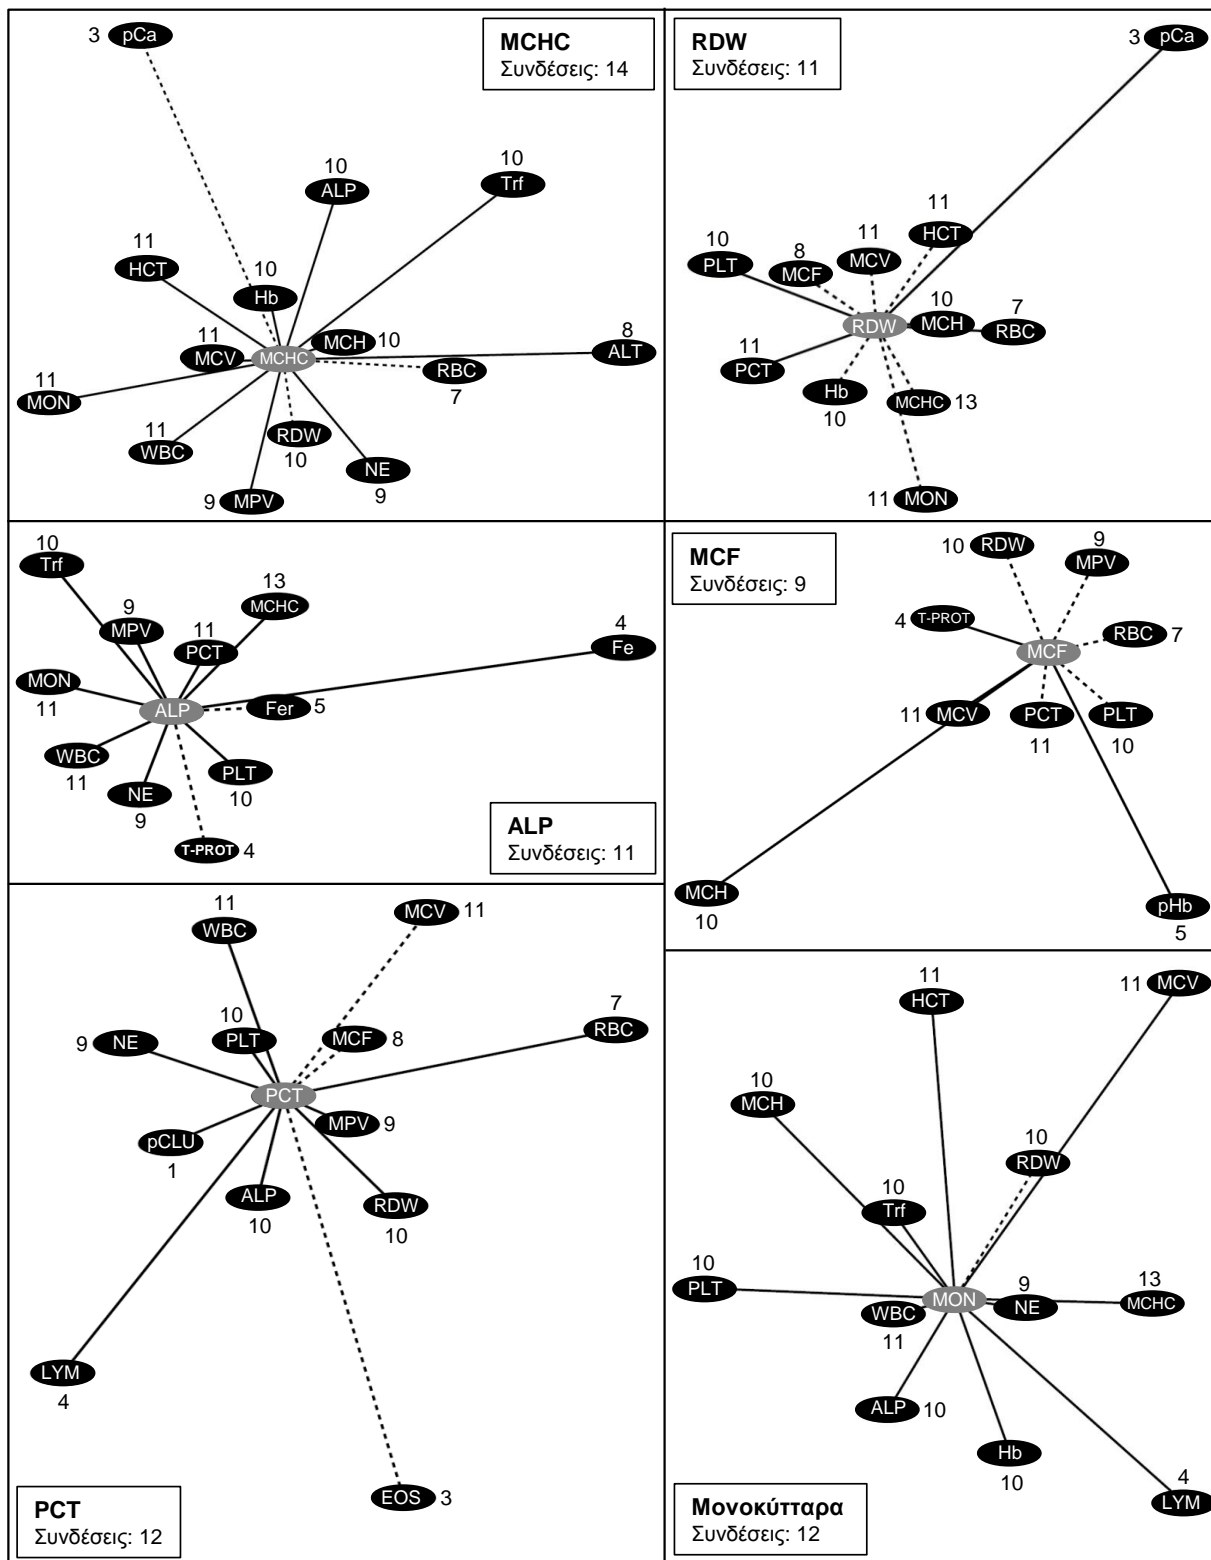 MCHC
Συνδέσεις: 14
3 pCa
10
ALP
10
Trf
11
HCT
10
Hb
11
MCV
MCHC
MCH 10
8
ALT
RBC
7
11
MON
11
WBC
RDW
10
9 MPV
NE
9
RDW
Συνδέσεις: 11
3 pCa
11
HCT
11
MCV
10
PLT
8
MCF
RDW
10
MCH
7
RBC
11
PCT
Hb
10
MCHC 13
11 MON
10
Trf
9
MPV
13
MCHC
11
PCT
4
Fe
MON
11
ALP
Fer 5
WBC
11
NE
9
PLT
10
T-PROT 4
ALP
Συνδέσεις: 11
MCF
Συνδέσεις: 9
10 RDW
9
MPV
4 T-PROT
RBC 7
MCF
11 MCV
PCT
11
PLT
10
MCH
10
pHb
5
11
WBC
MCV 11
7
RBC
9 NE
10
PLT
MCF 8
PCT
pCLU
1
MPV 9
ALP
10
RDW
10
LYM
4
EOS 3
PCT
Συνδέσεις: 12
11
HCT
11 MCV
10
MCH
10
RDW
10
Trf
10
PLT
MON
9
NE
13
MCHC
WBC
11
ALP 10
Hb
10
4
LYM
Μονοκύτταρα
Συνδέσεις: 12